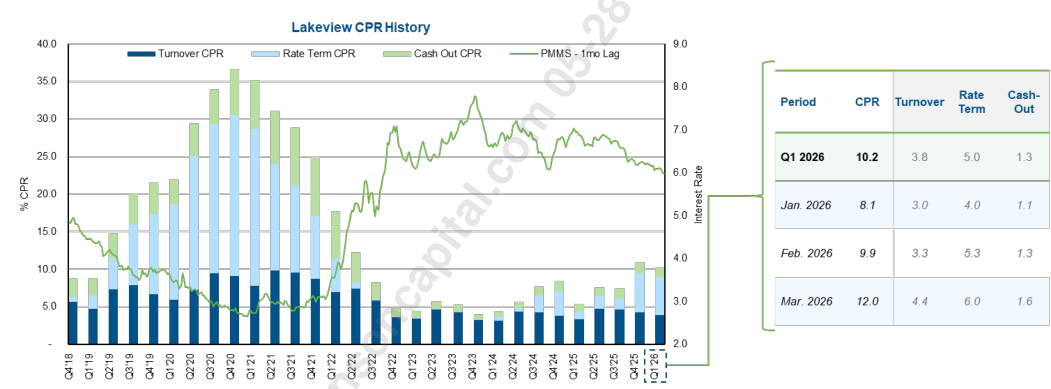 Lakeview CPR History
40.0
35.0
30.0
25.0
20.0
15.0
10.0
5.0
-
% CPR
Turnover CPR
Rate Term CPR
Cash Out CPR
PMMS - 1mo Lag
9.0
8.0
7.0
6.0
5.0
4.0
3.0
2.0
Interest Rate
Q4'18
Q1'19
Q2'19
Q3'19
Q4'19
Q1'20
Q2'20
Q3'20
Q4'20
Q1'21
Q2'21
Q3'21
Q4'21
Q1'22
Q2'22
Q3'22
Q4'22
Q1'23
Q2'23
Q3'23
Q4'23
Q1'24
Q2'24
Q3'24
Q4'24
Q1'25
Q2'25
Q3'25
Q4'25
Q1'26
Period CPR Turnover Rate Term Cash-Out
Q1 2026 10.2 3.8 5.0 1.3
Jan. 2026 8.1 3.0 4.0 1.1
Feb. 2026 9.9 3.3 5.3 1.3
Mar. 2026 12.0 4.4 6.0 1.6
nsoncapital.com 05-28